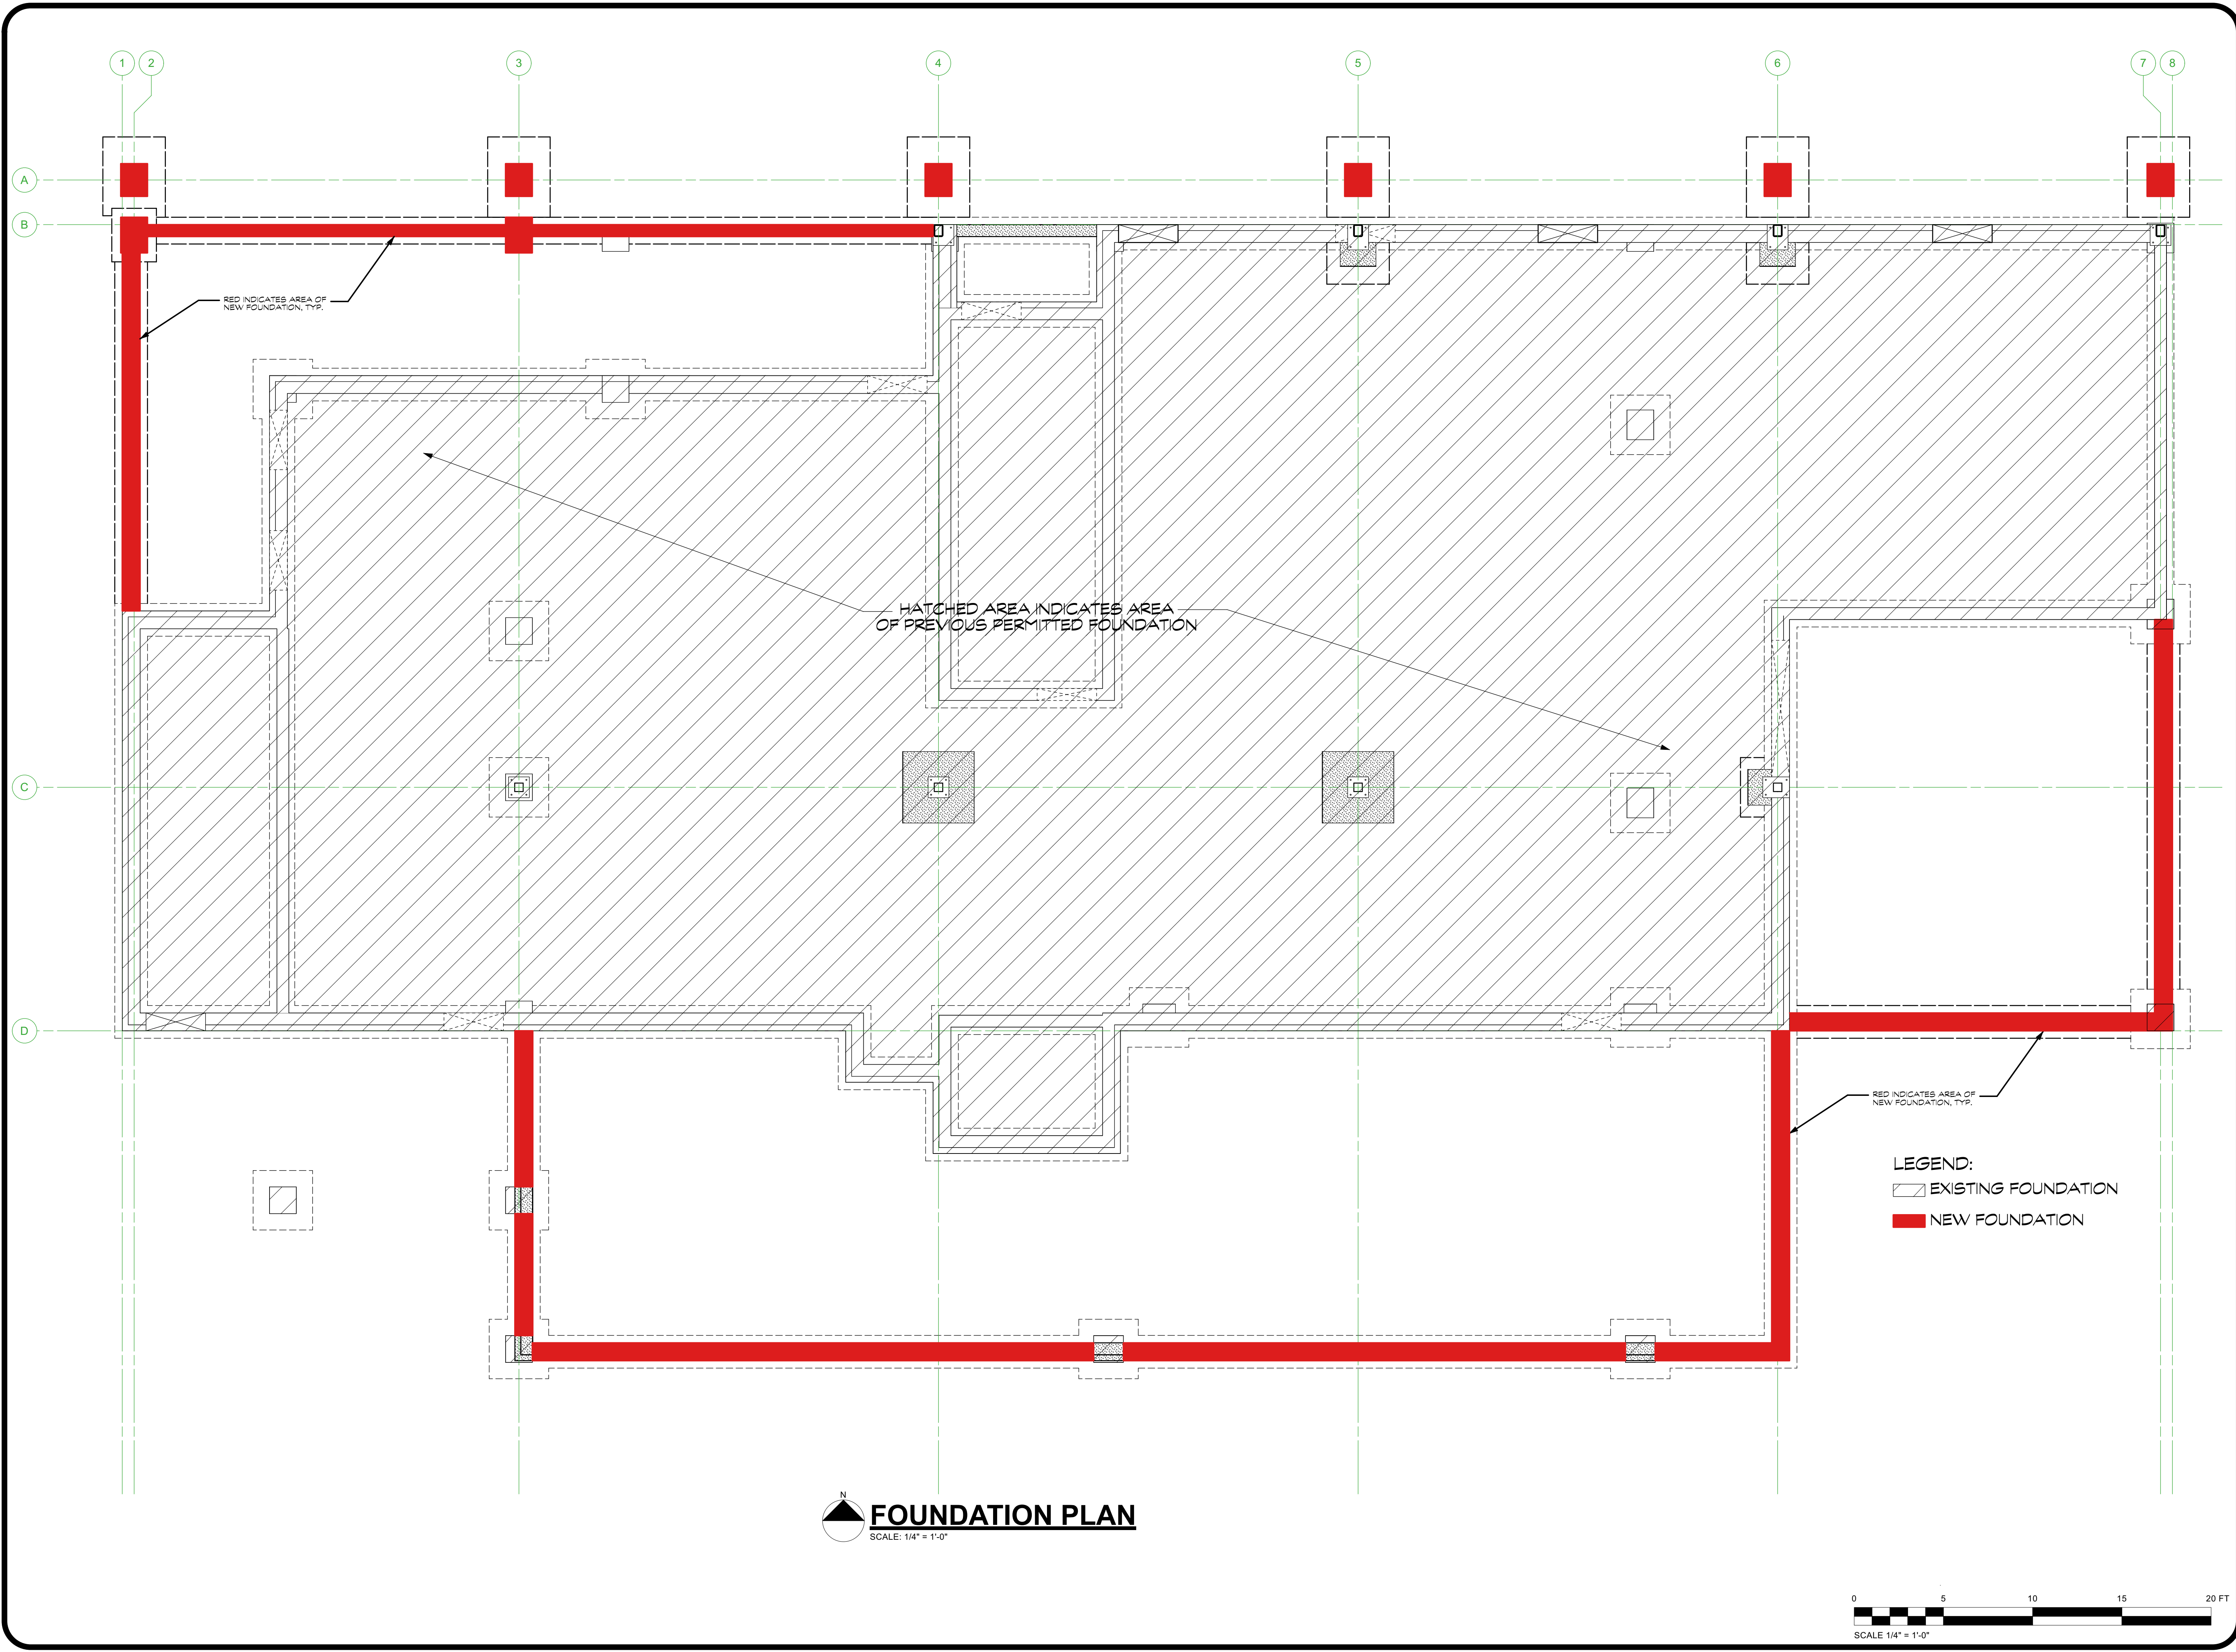 1 2 3 4 5 6 7 8
A
B
RED INDICATES AREA OF
NEW FOUNDATION, TYP.
HATCHED AREA INDICATES AREA
OF PREVIOUS PERMITTED FOUNDATION
C
D
RED INDICATES AREA OF
NEW FOUNDATION, TYP.
LEGEND:
EXISTING FOUNDATION
NEW FOUNDATION
N
FOUNDATION PLAN
SCALE: 1/4" = 1'-0"
0 5 10 15 20 FT
SCALE 1/4" = 1'-0"